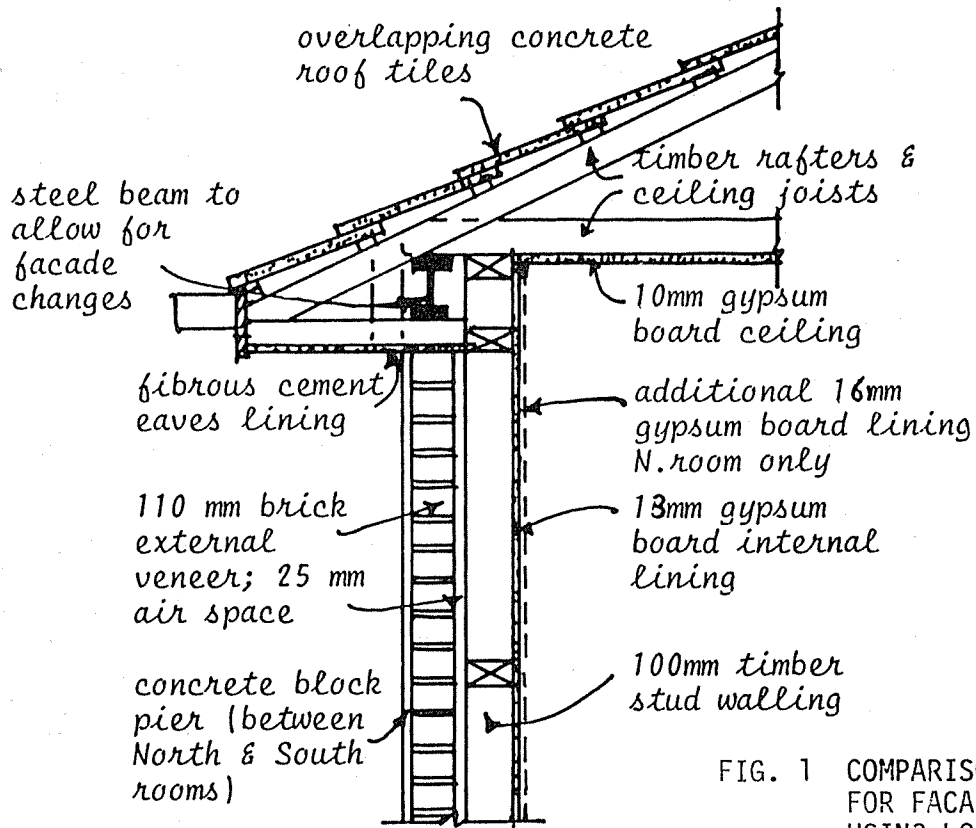 overlapping concrete
roof tiles
timber rafters &
ceiling joists
steel beam to
allow for
facade
changes
10mm gypsum
board ceiling
fibrous cement
eaves lining
additional 16mm
gypsum board lining
N.room only
110 mm brick
external
veneer; 25 mm
air space
13mm gypsum
board internal
lining
concrete block
pier (between
North & South
rooms)
100mm timber
stud walling
FIG. 1 COMPARIS
FOR FACA